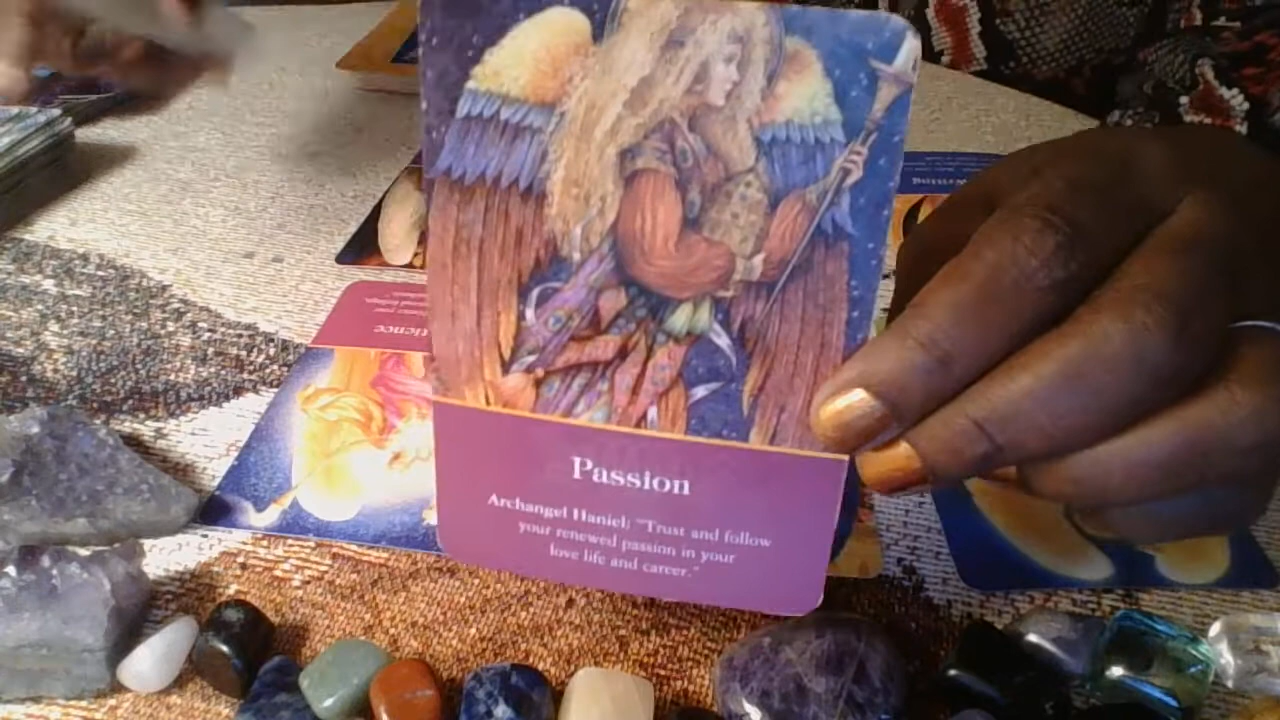 Passion
Archangel Haniel: "Trust and follow
your renewed passion in your
love life and career."